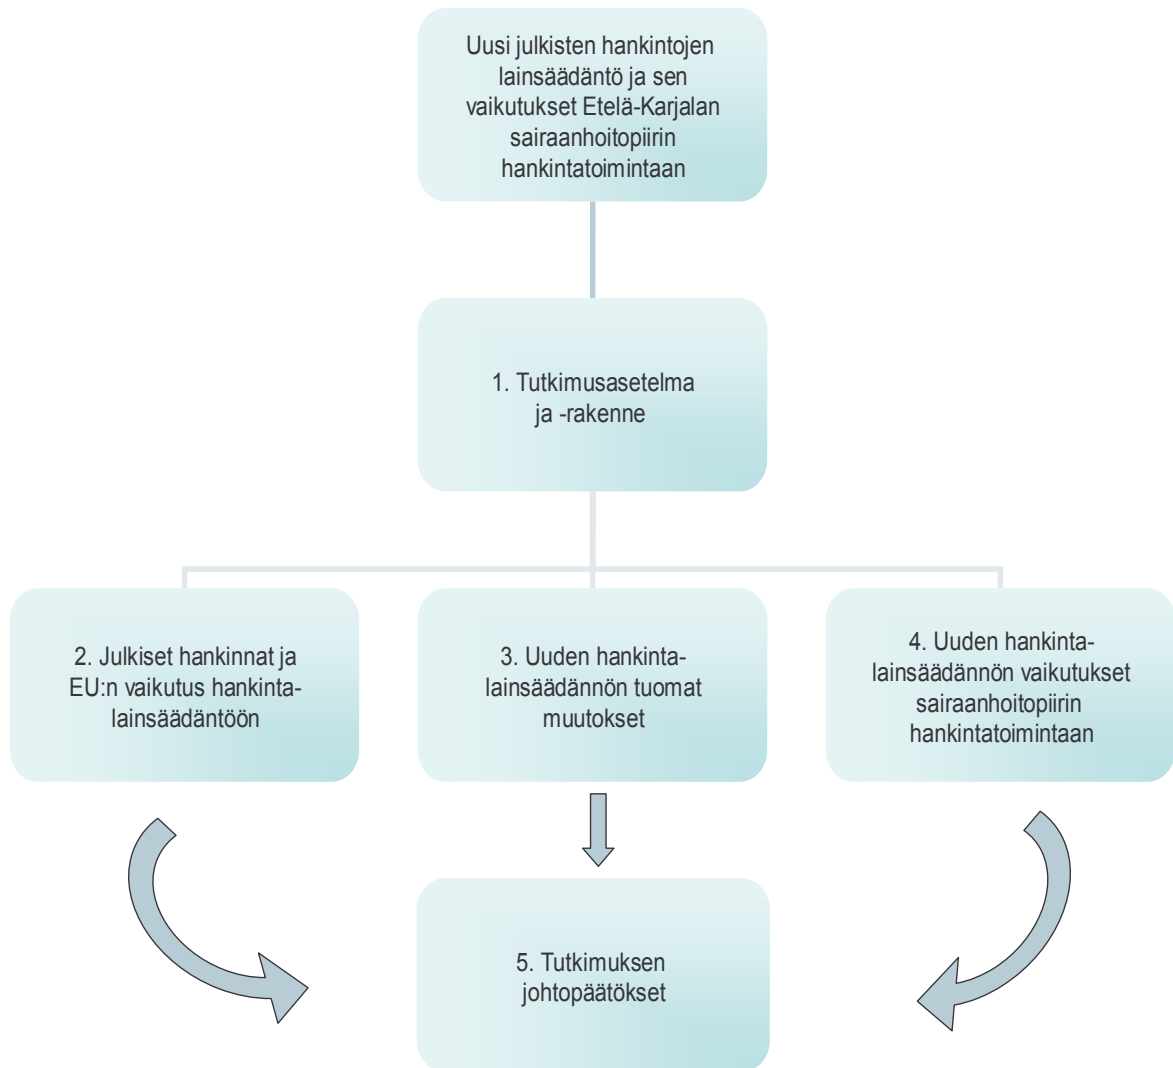 Uusi julkisten hankintojen
lainsäädäntö ja sen
vaikutukset Etelä-Karjalan
sairaanhoitopiirin
hankintatoimintaan
1. Tutkimusasetelma
ja -rakenne
2. Julkiset hankinnat ja
EU:n vaikutus hankinta-
lainsäädäntöön
3. Uuden hankinta-
lainsäädännön tuomat
muutokset
4. Uuden hankinta-
lainsäädännön vaikutukset
sairaanhoitopiirin
hankintatoimintaan
5. Tutkimuksen
johtopäätökset